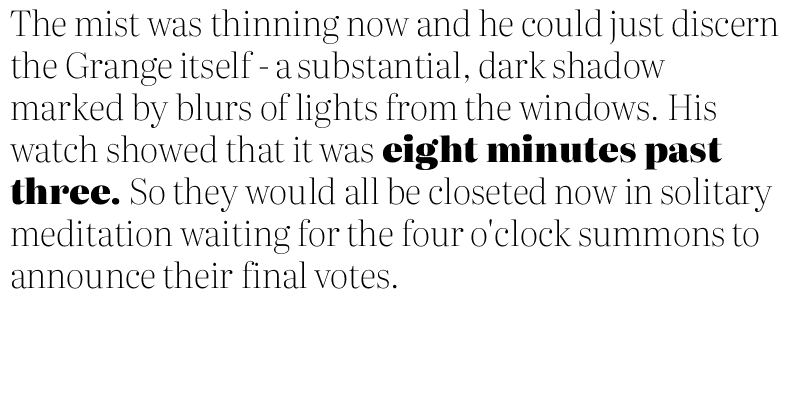 The mist was thinning now and he could just discern
the Grange itself - a substantial, dark shadow
marked by blurs of lights from the windows. His
watch showed that it was eight minutes past
three. So they would all be closeted now in solitary
meditation waiting for the four o'clock summons to
announce their final votes.